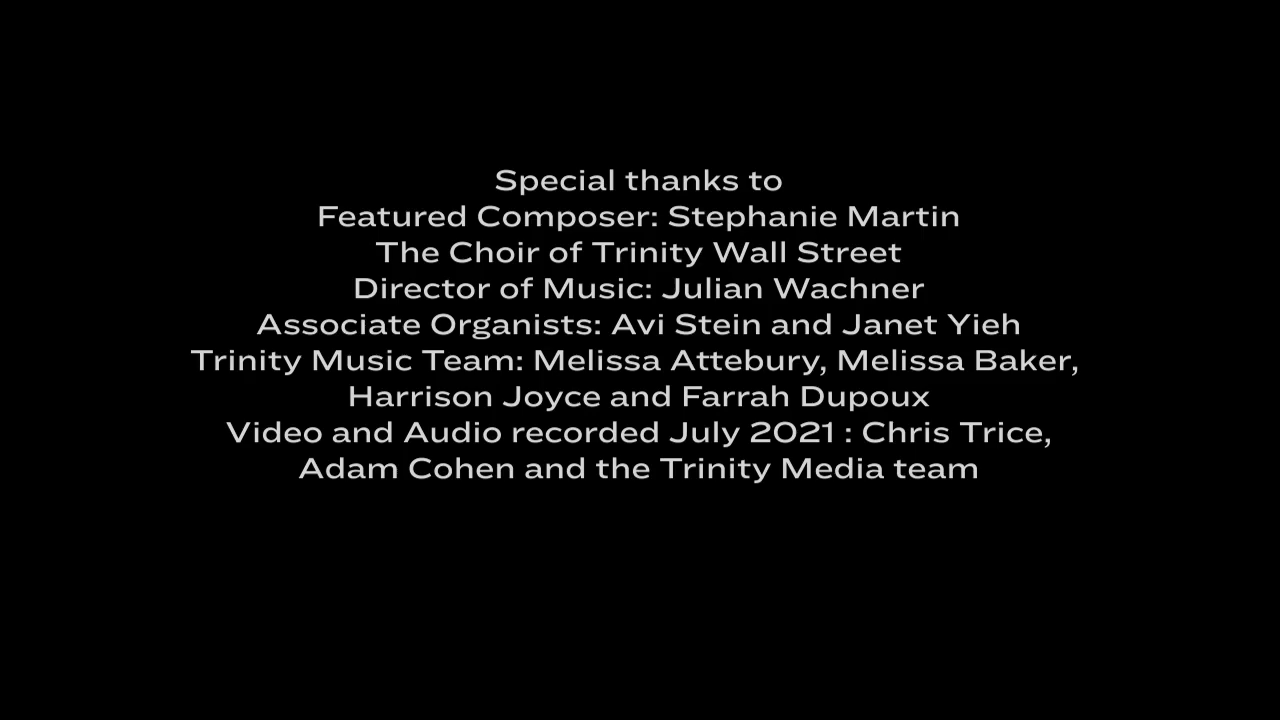 Special thanks to
Featured Composer: Stephanie Martin
The Choir of Trinity Wall Street
Director of Music: Julian Wachner
Associate Organists: Avi Stein and Janet Yieh
Trinity Music Team: Melissa Attebury, Melissa Baker,
Harrison Joyce and Farrah Dupoux
Video and Audio recorded July 2021 : Chris Trice,
Adam Cohen and the Trinity Media team